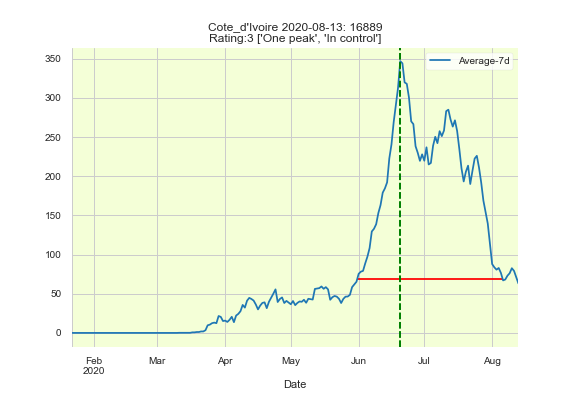 Cote_d'Ivoire 2020-08-13: 16889
Rating:3 ['One peak', 'In control']
Average-7d
350
300
250
200
150
100
50
0
Feb
2020
Mar
Apr
May
Jun
Jul
Aug
Date